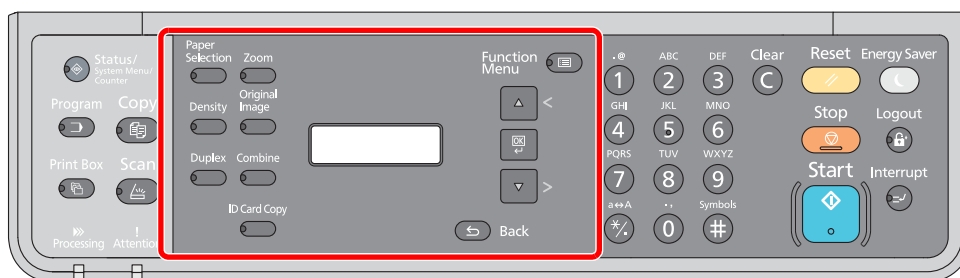 Status/
System Menu/
Counter
Program Copy
Print Box Scan
Processing
!
Attention
Paper
Selection Zoom
Density Original
Image
Duplex Combine
ID Card Copy
Function
Menu
<
OK
>
Back
.@ ABC DEF Clear
1 2 3 C
GHI JKL MNO
4 5 6
PQRS TUV WXYZ
7 8 9
a↔A ., Symbols
*/. 0 #
Reset Energy Saver
Stop Logout
Start Interrupt